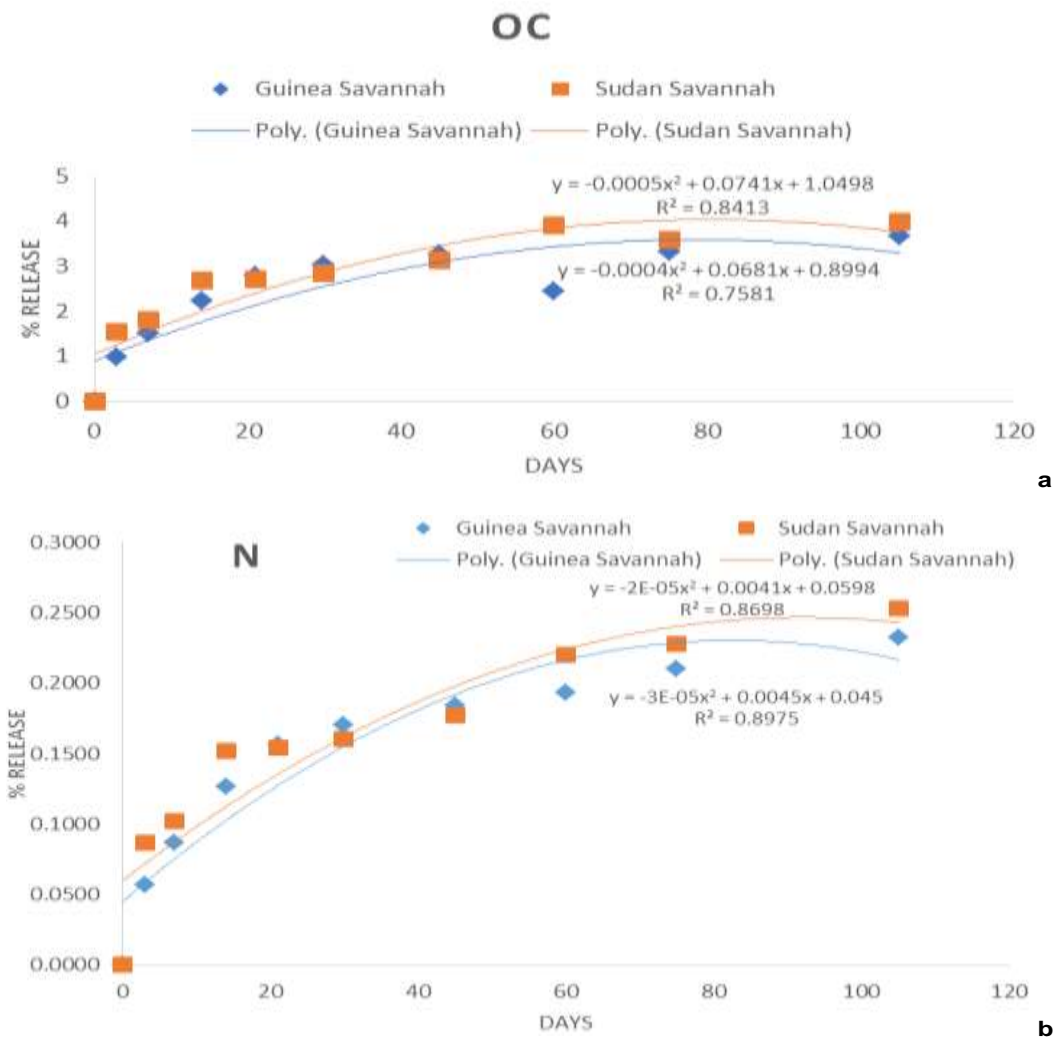 OC
Guinea Savannah Sudan Savannah
Poly. (Guinea Savannah) Poly. (Sudan Savannah)
5
y = -0.0005x² + 0.0741x + 1.0498
R² = 0.8413
4
3
y = -0.0004x² + 0.0681x + 0.8994
R² = 0.7581
2
1
0
% RELEASE
0 20 40 60 80 100 120
DAYS
a
Guinea Savannah Sudan Savannah
Poly. (Guinea Savannah) Poly. (Sudan Savannah)
N
0.3000
y = -2E-05x² + 0.0041x + 0.0598
R² = 0.8698
0.2500
0.2000
y = -3E-05x² + 0.0045x + 0.045
R² = 0.8975
0.1500
0.1000
0.0500
0.0000
% RELEASE
0 20 40 60 80 100 120
DAYS
b